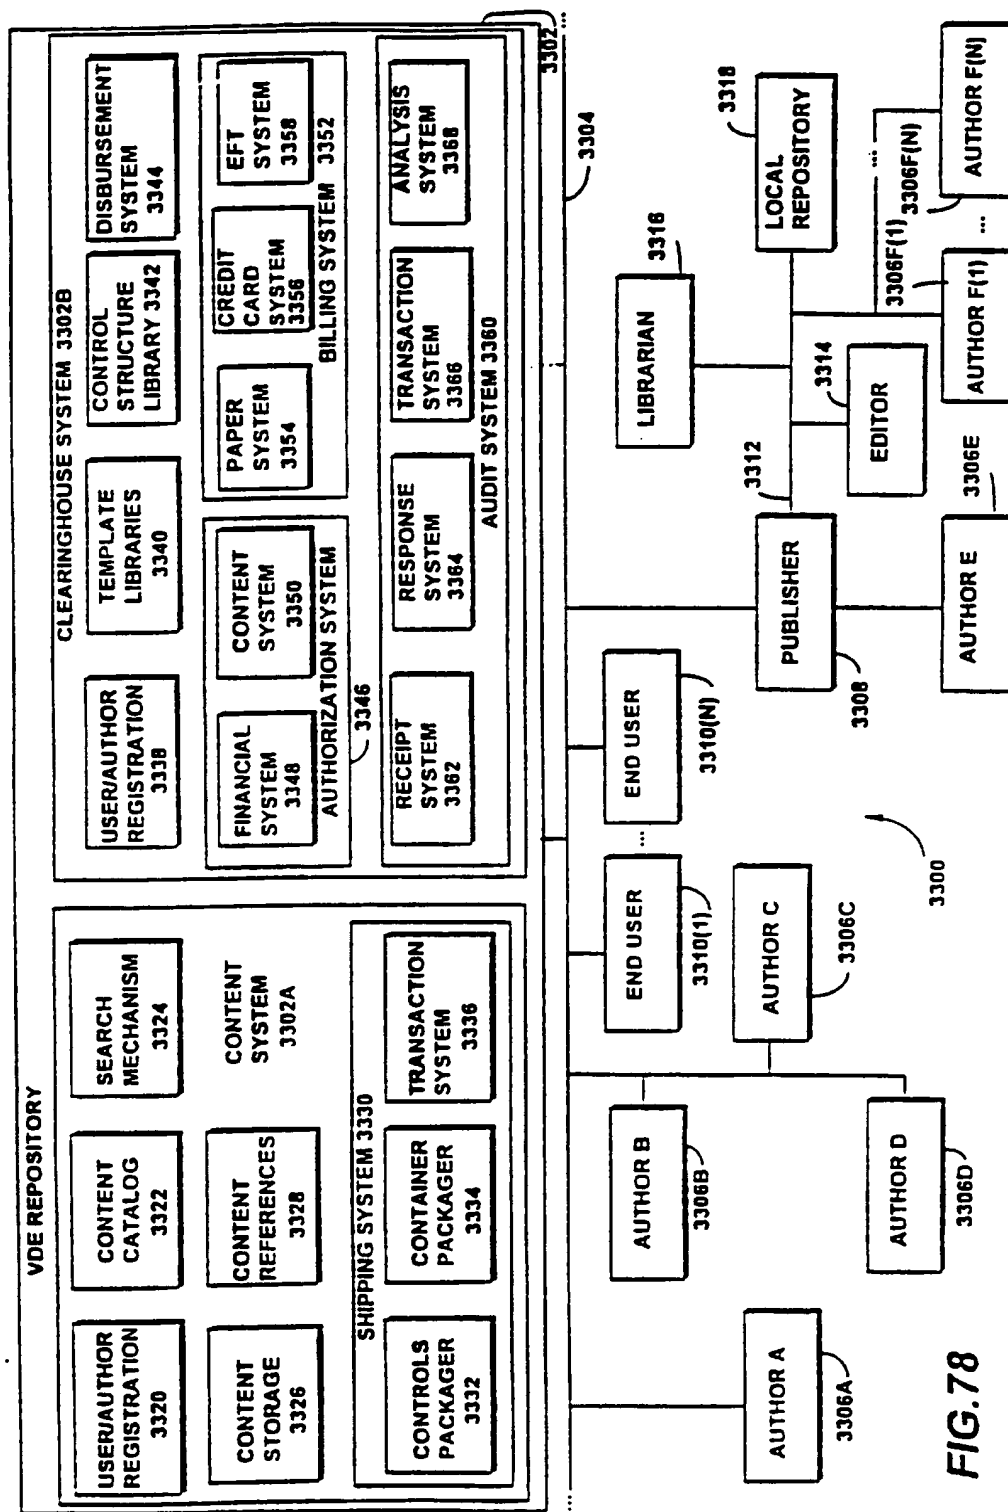 VDE REPOSITORY
USER/AUTHOR
REGISTRATION
3320
CONTENT
CATALOG
3322
SEARCH
MECHANISM
3324
CONTENT
STORAGE
3326
CONTENT
REFERENCES
3328
CONTENT
SYSTEM
3302A
SHIPPING SYSTEM 3330
CONTROLS
PACKAGER
3332
CONTAINER
PACKAGER
3334
TRANSACTION
SYSTEM
3336
CLEARINGHOUSE SYSTEM 3302B
USER/AUTHOR
REGISTRATION
3338
TEMPLATE
LIBRARIES
3340
CONTROL
STRUCTURE
LIBRARY 3342
DISBURSEMENT
SYSTEM
3344
FINANCIAL
SYSTEM
3348
CONTENT
SYSTEM
3350
AUTHORIZATION SYSTEM
3346
PAPER
SYSTEM
3354
CREDIT
CARD
SYSTEM
3356
EFT
SYSTEM
3358
BILLING SYSTEM 3352
RECEIPT
SYSTEM
3362
RESPONSE
SYSTEM
3364
TRANSACTION
SYSTEM
3366
ANALYSIS
SYSTEM
3368
AUDIT SYSTEM 3360
3302
...
...
3304
AUTHOR A
3306A
AUTHOR B
3306B
AUTHOR C
3306C
AUTHOR D
3306D
END USER
3310(1)
...
END USER
3310(N)
PUBLISHER
3308
3312
AUTHOR E
3306E
LIBRARIAN
3316
EDITOR
3314
LOCAL
REPOSITORY
3318
AUTHOR F(1)
3306F(1)
...
...
AUTHOR F(N)
3306F(N)
3300
FIG.78